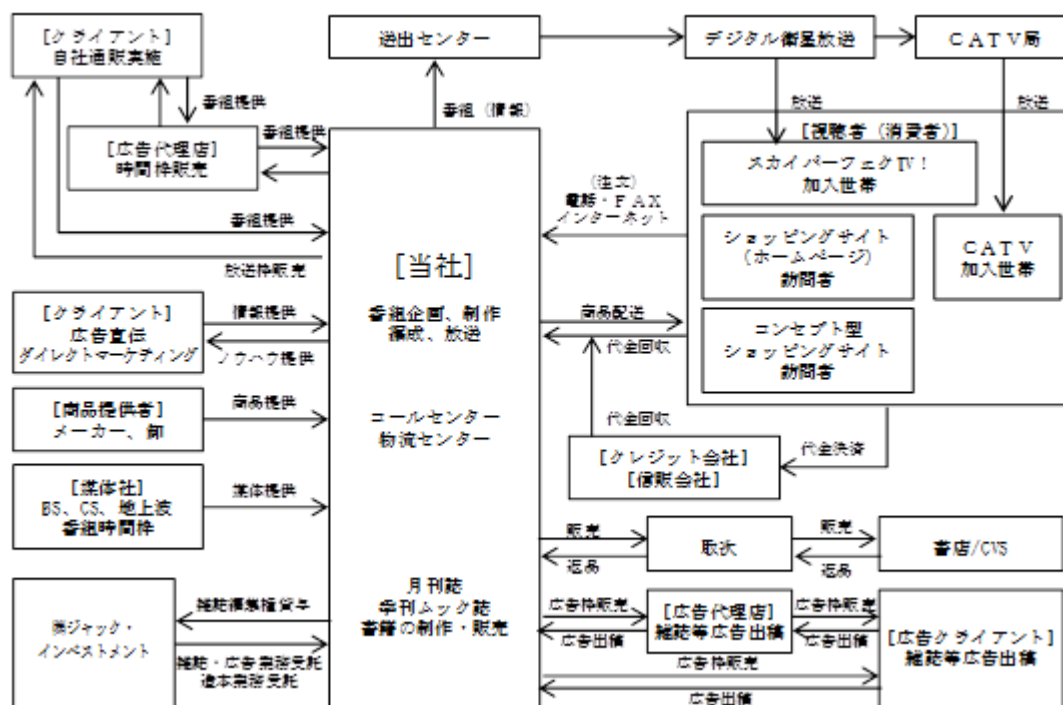 [クライアント]
自社通販実施
送出センター
デジタル衛星放送
CATV局
番組提供
番組(情報)
放送
放送
[広告代理店]
時間枠販売
番組提供
[視聴者(消費者)]
スカイパーフェクTV!
加入世帯
(注文)
電話・FAX
インターネット
番組提供
放送枠販売
ショッピングサイト
(ホームページ)
訪問者
CATV
加入世帯
[当社]
番組企画、制作
編成、放送
[クライアント]
広告宣伝
ダイレクトマーケティング
情報提供
ノウハウ提供
商品配送
代金回収
コンセプト型
ショッピングサイト
訪問者
[商品提供者]
メーカー、卸
商品提供
コールセンター
物流センター
代金回収
[クレジット会社]
[信販会社]
代金決済
[媒体社]
BS、CS、地上波
番組時間枠
媒体提供
販売
返品
取次
販売
返品
書店/CVS
㈱ジャック・
インベストメント
雑誌編集権貸与
雑誌・広告業務受託
造本業務受託
月刊誌
季刊ムック誌
書籍の制作・販売
広告枠販売
広告出稿
[広告代理店]
雑誌等広告出稿
広告枠販売
広告出稿
[広告クライアント]
雑誌等広告出稿
広告枠販売
広告出稿